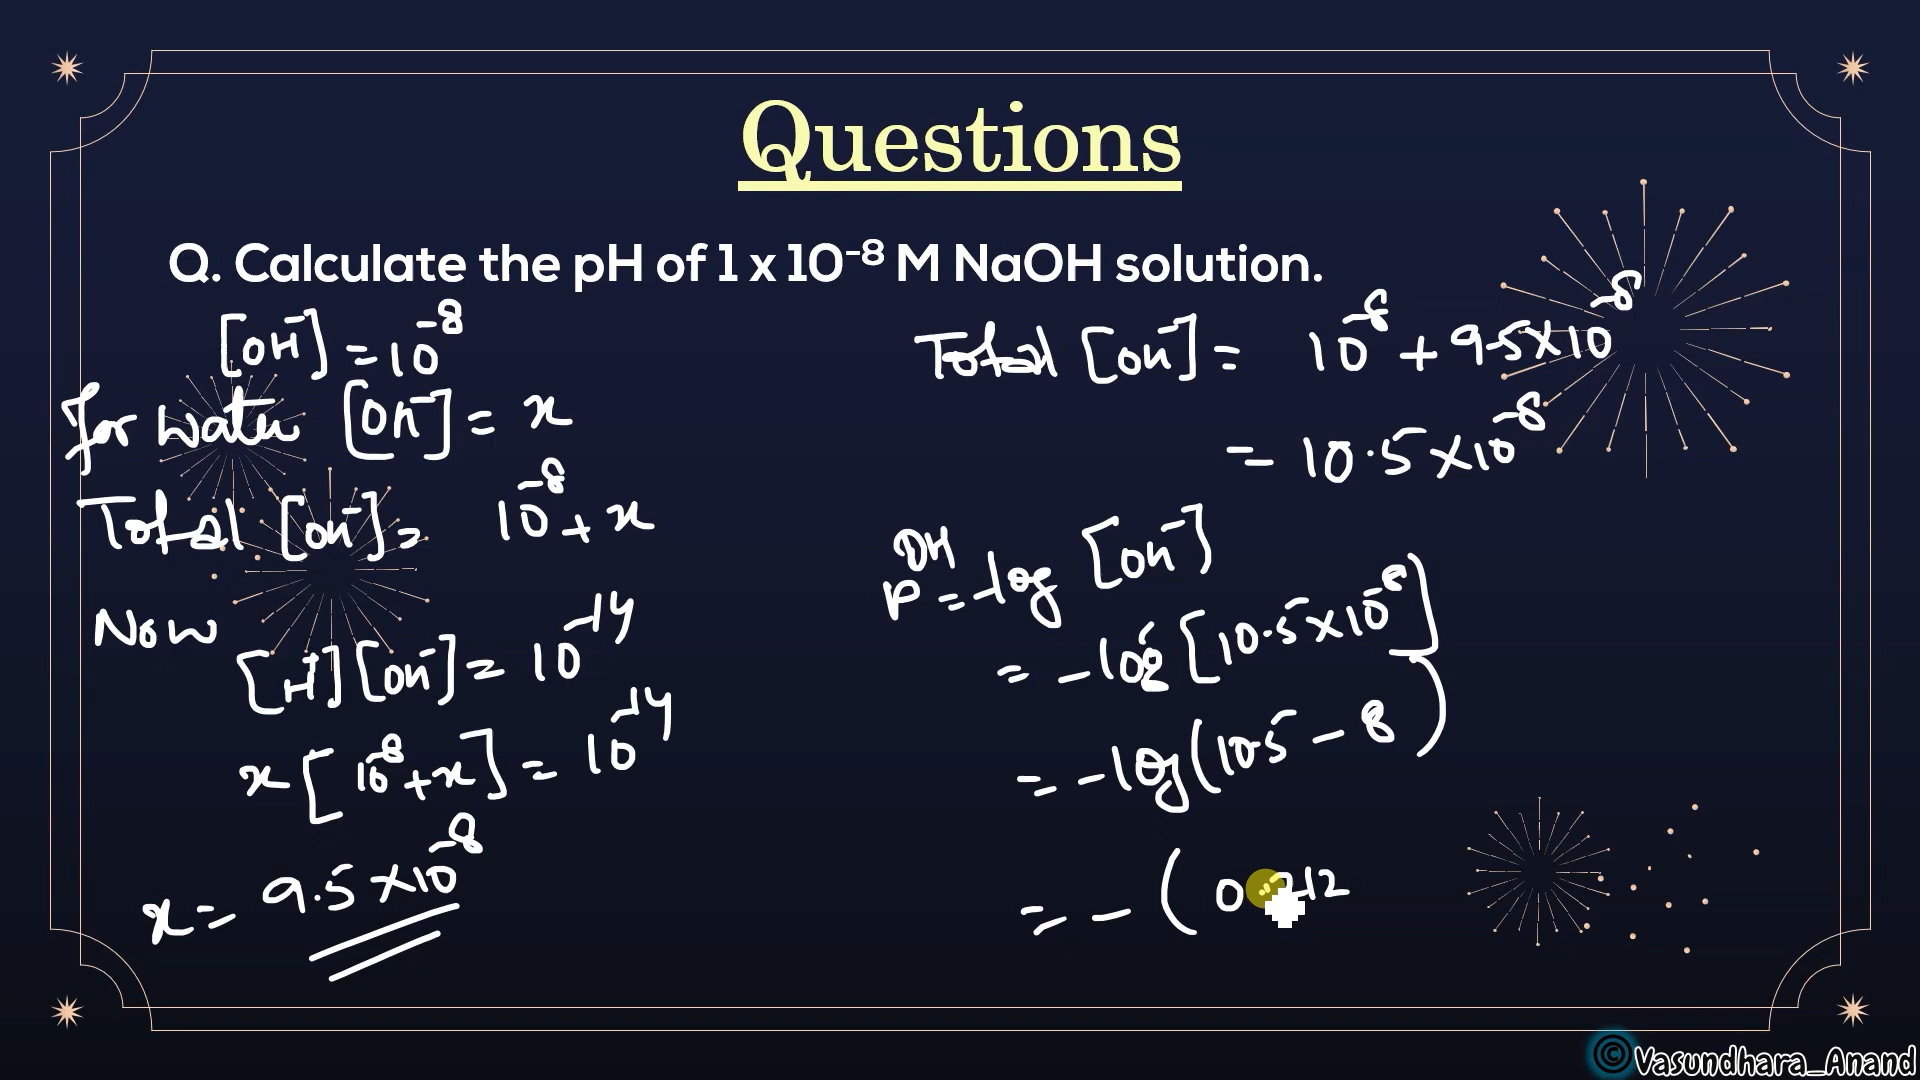 Questions
Q. Calculate the pH of 1 x 10⁻⁸ M NaOH solution.
[OH⁻] = 10⁻⁸
For water [OH⁻] = x
Total [OH⁻] = 10⁻⁸ + x
Now
[H⁺][OH⁻] = 10⁻¹⁴
x[10⁻⁸ + x] = 10⁻¹⁴
x = 9.5 × 10⁻⁸
Total [OH⁻] = 10⁻⁸ + 9.5 × 10⁻⁸
= 10.5 × 10⁻⁸
pOH = -log [OH⁻]
= -log [10.5 × 10⁻⁸]
= -log (10.5 - 8)
= - (
©Vasundhara_Anand